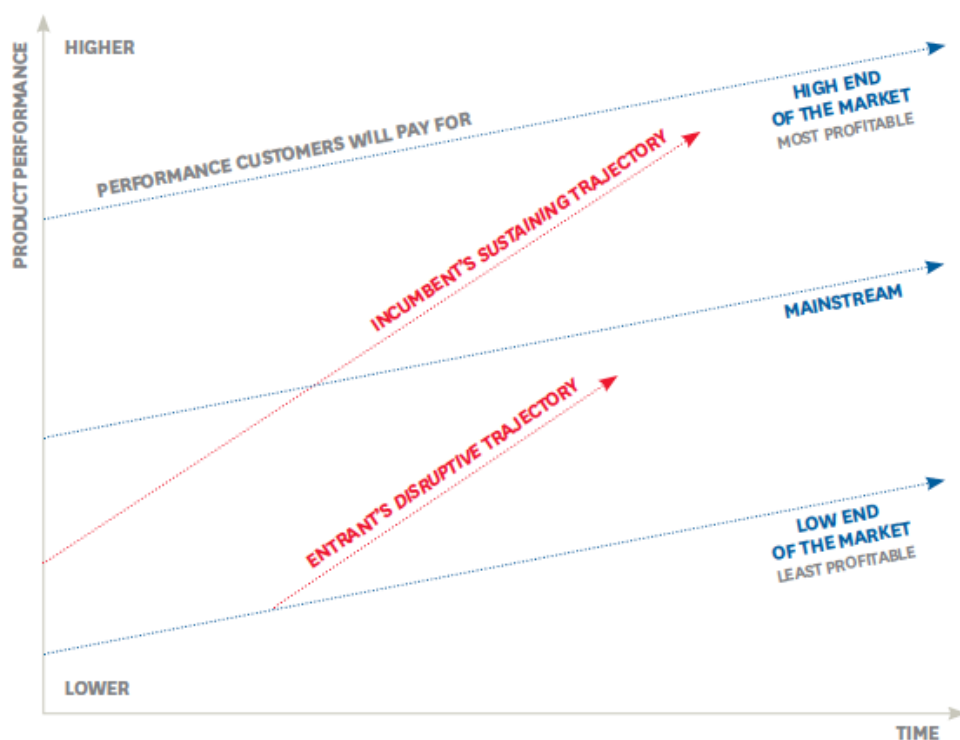 HIGHER
PRODUCT PERFORMANCE
PERFORMANCE CUSTOMERS WILL PAY FOR
HIGH END
OF THE MARKET
MOST PROFITABLE
INCUMBENT'S SUSTAINING TRAJECTORY
MAINSTREAM
ENTRANT'S DISRUPTIVE TRAJECTORY
LOW END
OF THE MARKET
LEAST PROFITABLE
LOWER
TIME